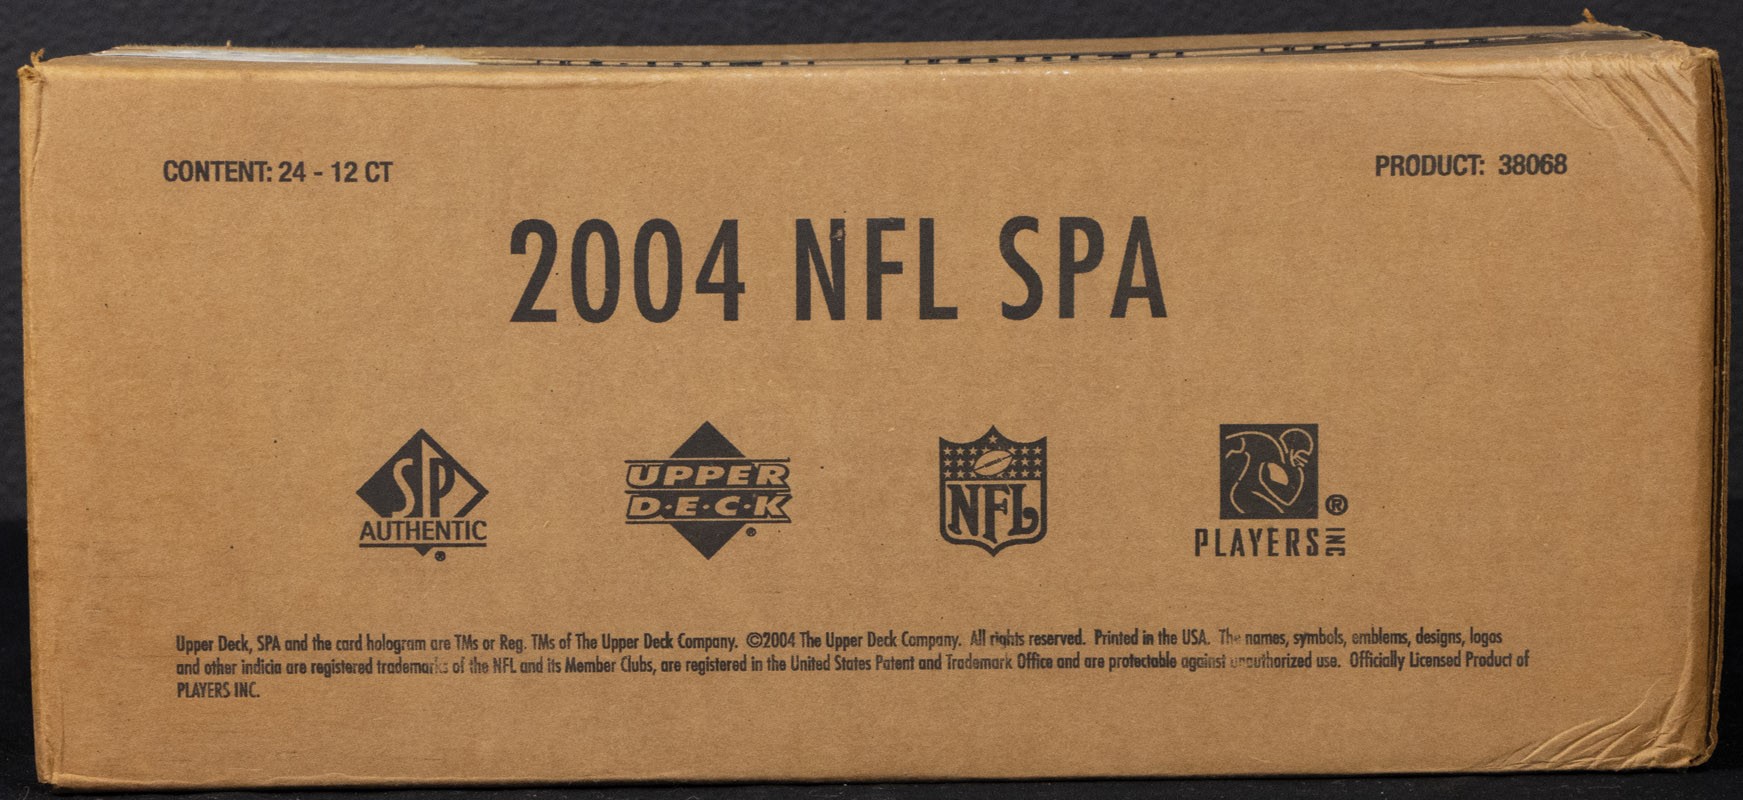 CONTENT: 24 - 12 CT
PRODUCT: 38068
2004 NFL SPA
SP
AUTHENTIC
®
UPPER
D·E·C·K
®
NFL
®
PLAYERS INC
Upper Deck, SPA and the card hologram are TMs or Reg. TMs of The Upper Deck Company. ©2004 The Upper Deck Company. All rights reserved. Printed in the USA. The names, symbols, emblems, designs, logos
and other indicia are registered trademarks of the NFL and its Member Clubs, are registered in the United States Patent and Trademark Office and are protectable against unauthorized use. Officially Licensed Product of
PLAYERS INC.